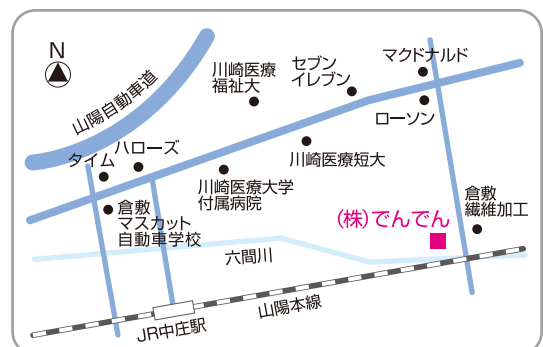 N
山陽自動車道
川崎医療
福祉大
セブン
イレブン
マクドナルド
ローソン
タイム
ハローズ
川崎医療短大
川崎医療大学
付属病院
倉敷
マスカット
自動車学校
(株)でんでん
倉敷
繊維加工
六間川
山陽本線
JR中庄駅